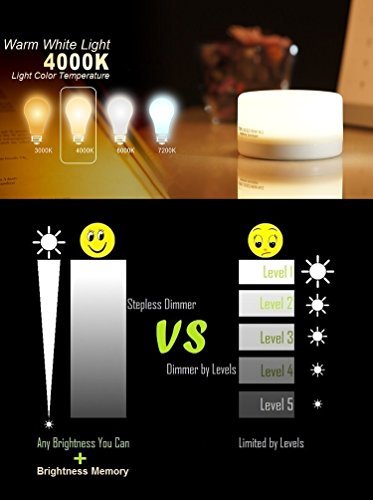 Warm White Light
4000K
Light Color Temperature
3000K 4000K 6000K 7200K
Level 1
Stepless Dimmer
Level 2
VS
Level 3
Dimmer by Levels
Level 4
Level 5
Any Brightness You Can
Limited by Levels
+
Brightness Memory